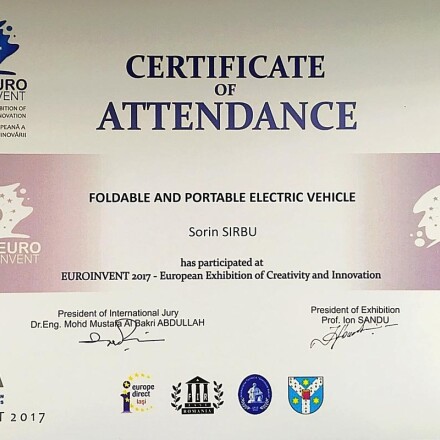 EURO
INVENT
EXHIBITION OF
INNOVATION
EUROPEANĂ A
INOVĂRII
CERTIFICATE
OF
ATTENDANCE
EURO
INVENT
FOLDABLE AND PORTABLE ELECTRIC VEHICLE
Sorin SIRBU
has participated at
EUROINVENT 2017 - European Exhibition of Creativity and Innovation
President of International Jury
Dr.Eng. Mohd Mustafa Al Bakri ABDULLAH
President of Exhibition
Prof. Ion SANDU
europe
direct
iaşi
FIR
ROMANIA
2017